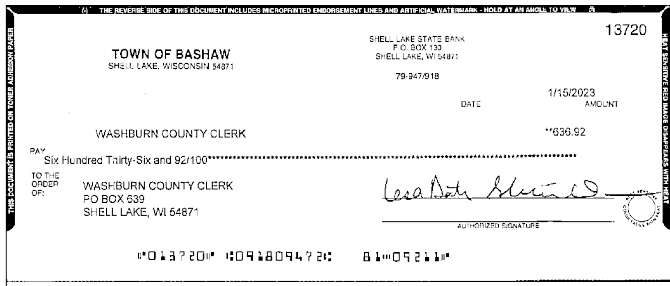 THE REVERSE SIDE OF THIS DOCUMENT INCLUDES MICROPRINTED ENDORSEMENT LINES AND ARTIFICIAL WATERMARK - HOLD AT AN ANGLE TO VIEW
13720
TOWN OF BASHAW
SHELL LAKE, WISCONSIN 54871
SHELL LAKE STATE BANK
P.O. BOX 130
SHELL LAKE, WI 54871
79-947/918
1/15/2023
DATE
AMOUNT
WASHBURN COUNTY CLERK
**636.92
PAY
Six Hundred Thirty-Six and 92/100
TO THE
ORDER
OF:
WASHBURN COUNTY CLERK
PO BOX 639
SHELL LAKE, WI 54871
AUTHORIZED SIGNATURE
⑈013720⑈ ⑆091809472⑆ 81⑈09211⑈
THIS DOCUMENT IS PRINTED ON TONER ADHESION PAPER
HEAT SENSITIVE RED IMAGE DISAPPEARS WITH HEAT